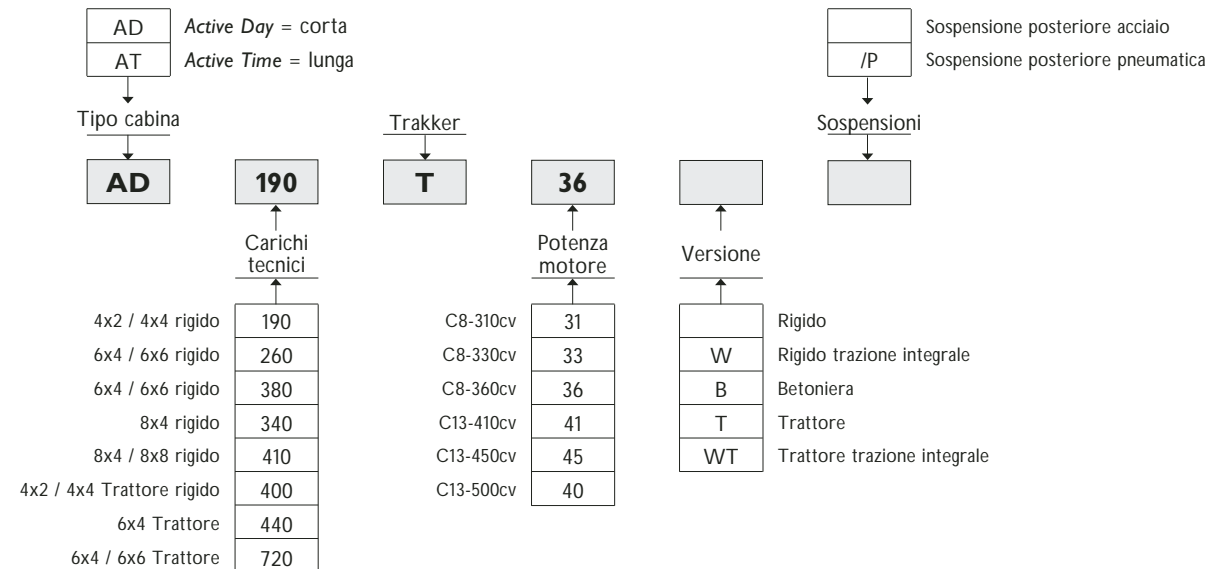 AD Active Day = corta
AT Active Time = lunga
Sospensione posteriore acciaio
/P Sospensione posteriore pneumatica
Tipo cabina
Trakker
Sospensioni
AD 190 T 36
Carichi
tecnici
Potenza
motore
Versione
4x2 / 4x4 rigido 190
6x4 / 6x6 rigido 260
6x4 / 6x6 rigido 380
8x4 rigido 340
8x4 / 8x8 rigido 410
4x2 / 4x4 Trattore rigido 400
6x4 Trattore 440
6x4 / 6x6 Trattore 720
C8-310cv 31
C8-330cv 33
C8-360cv 36
C13-410cv 41
C13-450cv 45
C13-500cv 40
Rigido
W Rigido trazione integrale
B Betoniera
T Trattore
WT Trattore trazione integrale